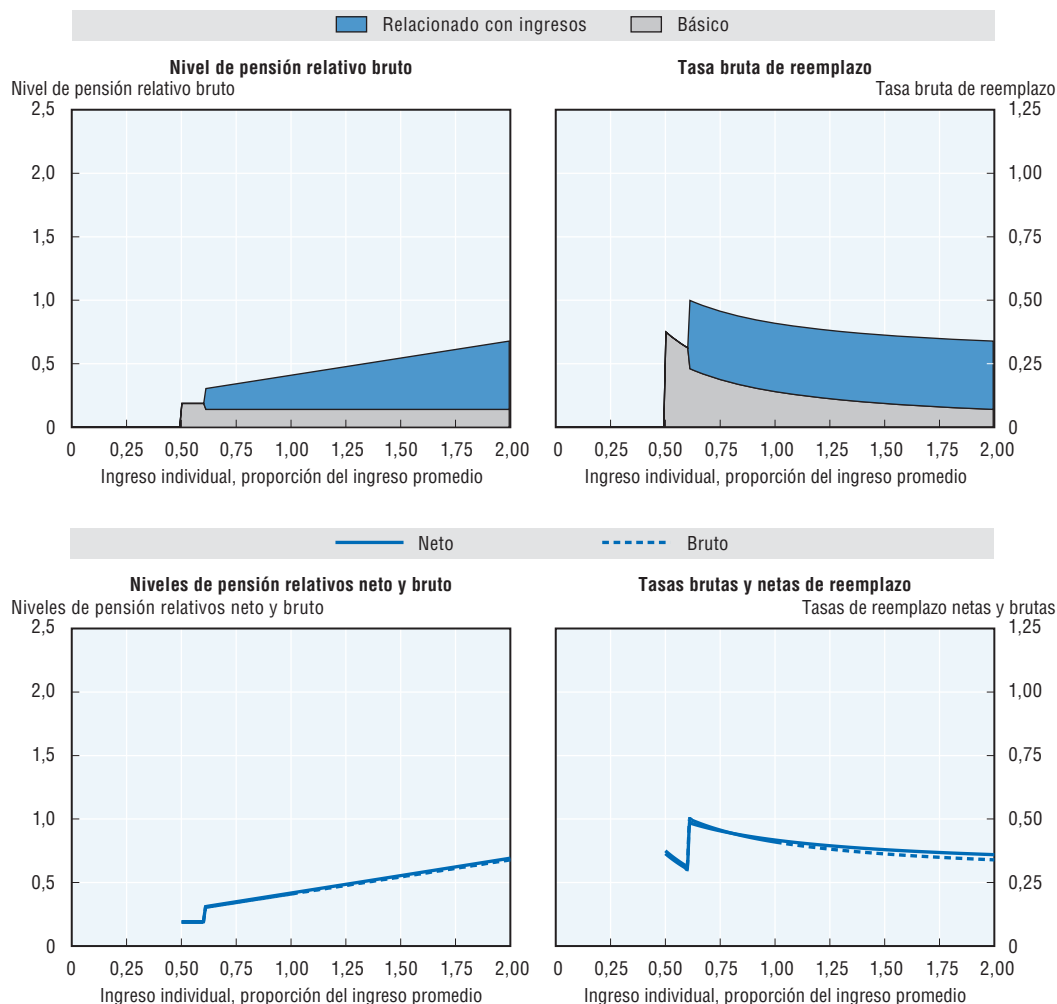 Relacionado con ingresos Básico
Nivel de pensión relativo bruto
Nivel de pensión relativo bruto
2,5
2,0
1,5
1,0
0,5
0
0 0,25 0,50 0,75 1,00 1,25 1,50 1,75 2,00
Ingreso individual, proporción del ingreso promedio
Tasa bruta de reemplazo
Tasa bruta de reemplazo
1,25
1,00
0,75
0,50
0,25
0
0 0,25 0,50 0,75 1,00 1,25 1,50 1,75 2,00
Ingreso individual, proporción del ingreso promedio
Neto Bruto
Niveles de pensión relativos neto y bruto
Niveles de pensión relativos neto y bruto
2,5
2,0
1,5
1,0
0,5
0
0 0,25 0,50 0,75 1,00 1,25 1,50 1,75 2,00
Ingreso individual, proporción del ingreso promedio
Tasas brutas y netas de reemplazo
Tasas de reemplazo netas y brutas
1,25
1,00
0,75
0,50
0,25
0
0 0,25 0,50 0,75 1,00 1,25 1,50 1,75 2,00
Ingreso individual, proporción del ingreso promedio